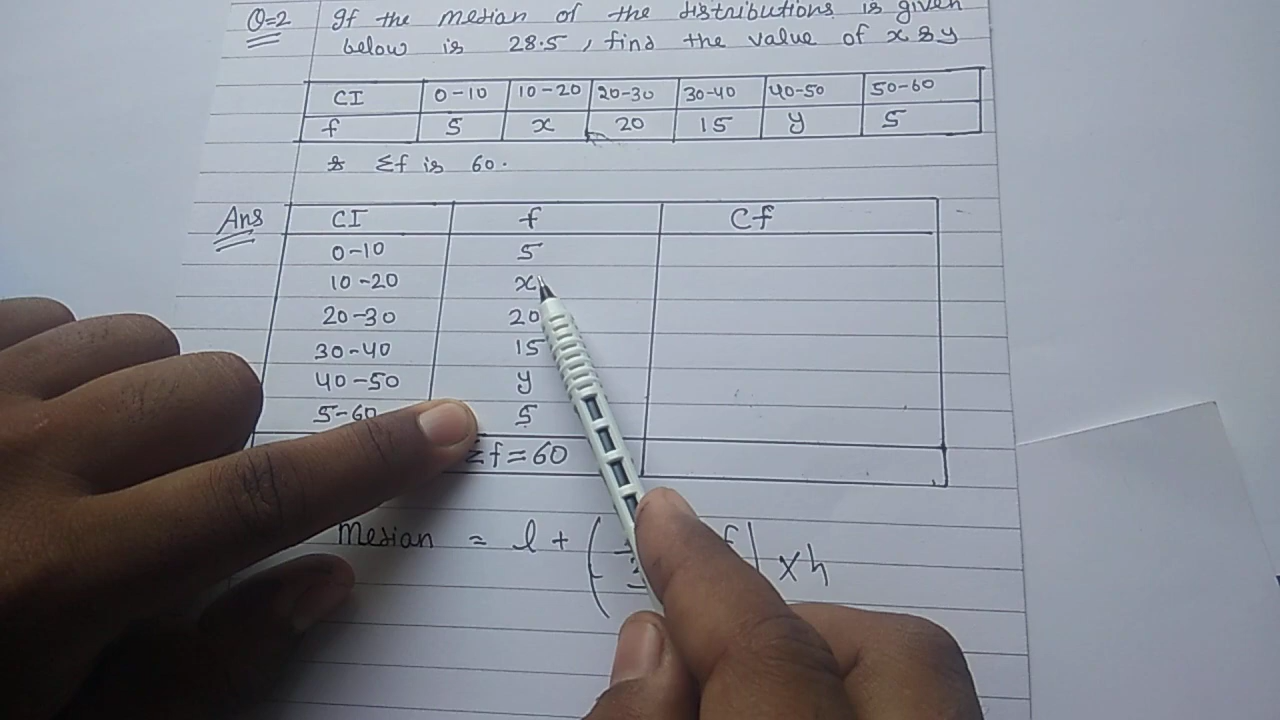 Q=2 If the median of the distributions is given
below is 28.5, find the value of x & y
CI 0-10 10-20 20-30 30-40 40-50 50-60
f 5 x 20 15 y 5
& Σf is 60.
Ans CI f Cf
0-10 5
10-20 x
20-30 20
30-40 15
40-50 y
5-60 5
Σf=60
Median = l + ( ) x h